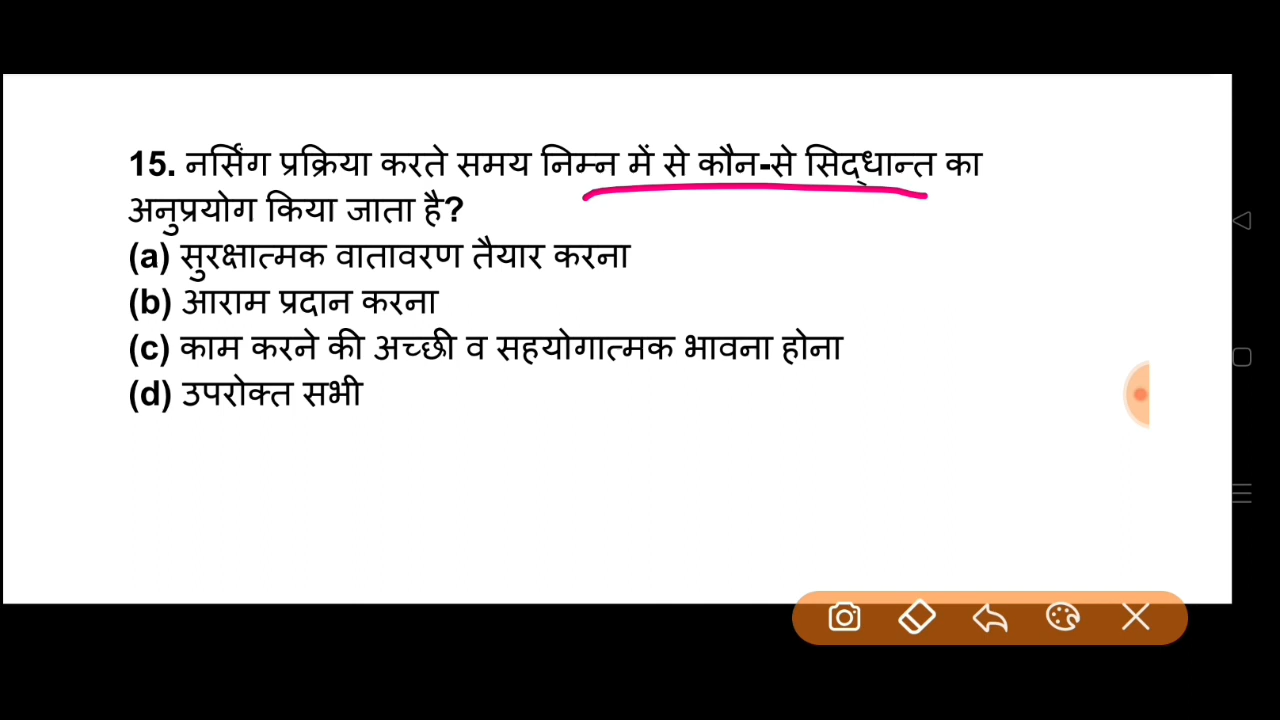 15. नर्सिंग प्रक्रिया करते समय निम्न में से कौन-से सिद्धान्त का
अनुप्रयोग किया जाता है?
(a) सुरक्षात्मक वातावरण तैयार करना
(b) आराम प्रदान करना
(c) काम करने की अच्छी व सहयोगात्मक भावना होना
(d) उपरोक्त सभी